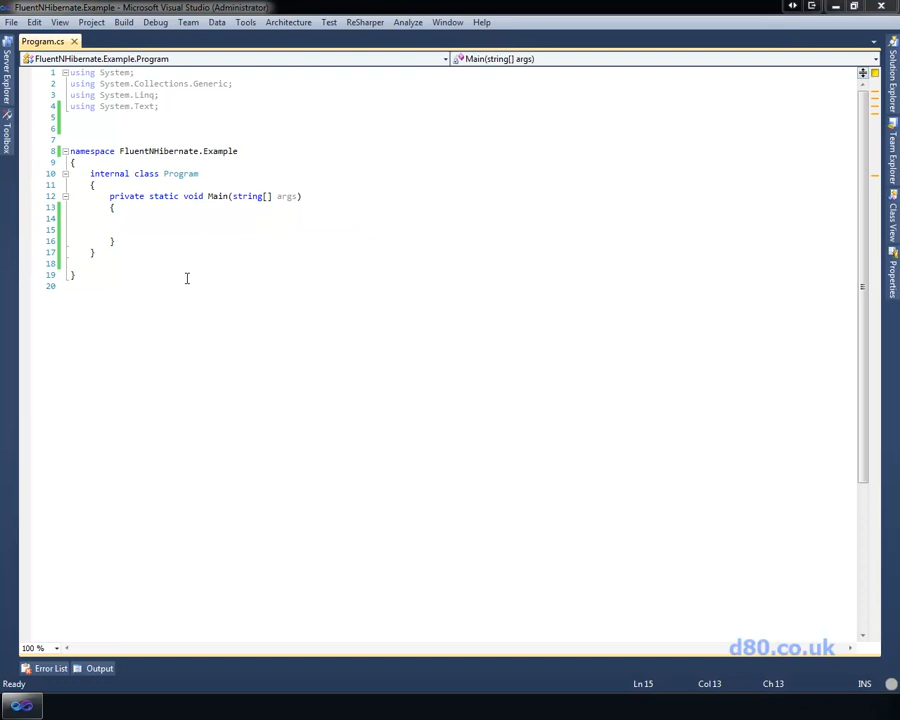 FluentNHibernate.Example - Microsoft Visual Studio (Administrator)
File Edit View Project Build Debug Team Data Tools Architecture Test ReSharper Analyze Window Help
Program.cs
FluentNHibernate.Example.Program
Main(string[] args)
1 using System;
2 using System.Collections.Generic;
3 using System.Linq;
4 using System.Text;
5
6
7
8 namespace FluentNHibernate.Example
9 {
10 internal class Program
11 {
12 private static void Main(string[] args)
13 {
14
15
16 }
17 }
18
19 }
20
Server Explorer
Toolbox
Solution Explorer
Team Explorer
Class View
Properties
100 %
d80.co.uk
Error List Output
Ready Ln 15 Col 13 Ch 13 INS